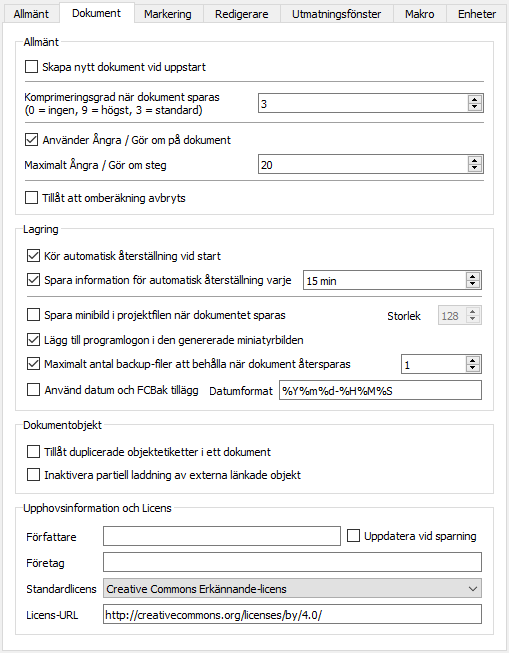 Allmänt Dokument Markering Redigerare Utmatningsfönster Makro Enheter
Allmänt
Skapa nytt dokument vid uppstart
Komprimeringsgrad när dokument sparas
(0 = ingen, 9 = högst, 3 = standard)
3
Använder Ångra / Gör om på dokument
Maximalt Ångra / Gör om steg 20
Tillåt att omberäkning avbryts
Lagring
Kör automatisk återställning vid start
Spara information för automatisk återställning varje 15 min
Spara minibild i projektfilen när dokumentet sparas Storlek 128
Lägg till programlogon i den genererade miniatyrbilden
Maximalt antal backup-filer att behålla när dokument återsparas 1
Använd datum och FCBak tillägg Datumformat %Y%m%d-%H%M%S
Dokumentobjekt
Tillåt duplicerade objektetiketter i ett dokument
Inaktivera partiell laddning av externa länkade objekt
Upphovsinformation och Licens
Författare Uppdatera vid sparning
Företag
Standardlicens Creative Commons Erkännande-licens
Licens-URL http://creativecommons.org/licenses/by/4.0/